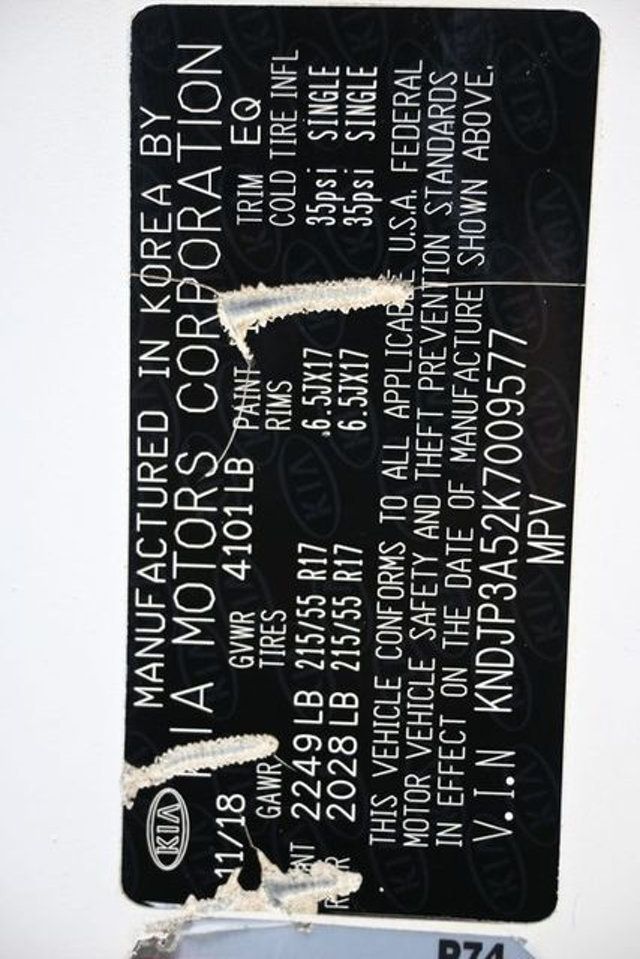 KIA
MANUFACTURED IN KOREA BY
KIA MOTORS CORPORATION
11/18 GVWR 4101 LB PAINT TRIM EQ
GAWR TIRES RIMS COLD TIRE INFL
2249 LB 215/55 R17 6.5JX17 35psi SINGLE
2028 LB 215/55 R17 6.5JX17 35psi SINGLE
THIS VEHICLE CONFORMS TO ALL APPLICABLE U.S.A. FEDERAL
MOTOR VEHICLE SAFETY AND THEFT PREVENTION STANDARDS
IN EFFECT ON THE DATE OF MANUFACTURE SHOWN ABOVE.
V.I.N KNDJP3A52K7009577
MPV